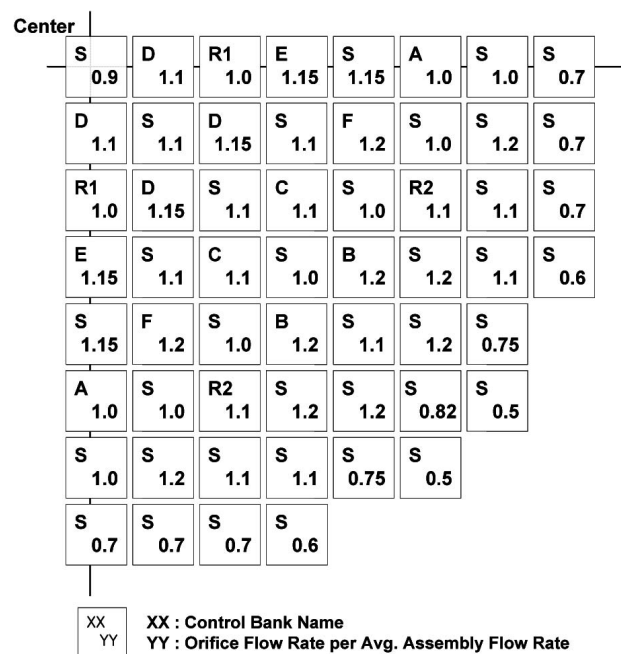 Center
S D R1 E S A S S
0.9 1.1 1.0 1.15 1.15 1.0 1.0 0.7
D S D S F S S S
1.1 1.1 1.15 1.1 1.2 1.0 1.2 0.7
R1 D S C S R2 S S
1.0 1.15 1.1 1.1 1.0 1.1 1.1 0.7
E S C S B S S S
1.15 1.1 1.1 1.0 1.2 1.2 1.1 0.6
S F S B S S S
1.15 1.2 1.0 1.2 1.1 1.2 0.75
A S R2 S S S S
1.0 1.0 1.1 1.2 1.2 0.82 0.5
S S S S S S
1.0 1.2 1.1 1.1 0.75 0.5
S S S S
0.7 0.7 0.7 0.6
XX XX : Control Bank Name
YY YY : Orifice Flow Rate per Avg. Assembly Flow Rate